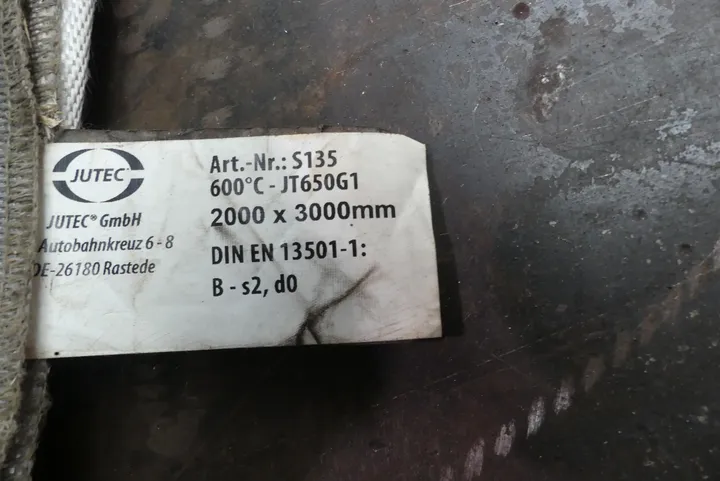 JUTEC
JUTEC® GmbH
Autobahnkreuz 6 - 8
DE-26180 Rastede
Art.-Nr.: S135
600°C - JT650G1
2000 x 3000mm
DIN EN 13501-1:
B - s2, d0